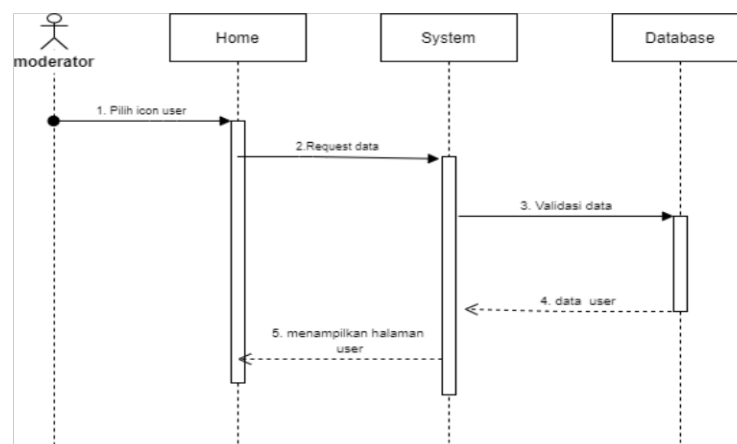 Home
System
Database
moderator
1. Pilih icon user
2.Request data
3. Validasi data
4. data user
5. menampilkan halaman
user